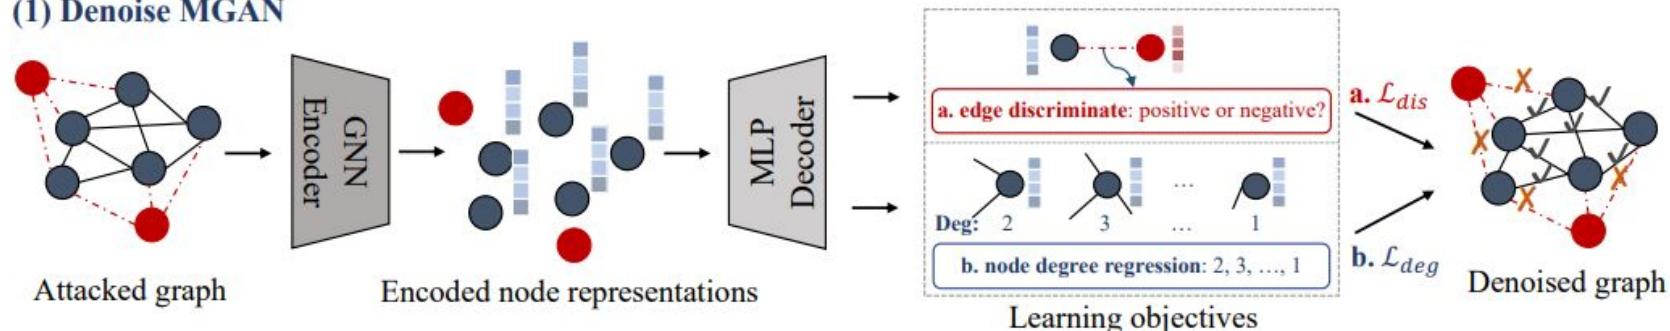 (1) Denoise MGAN
GNN
Encoder
MLP
Decoder
a. edge discriminate: positive or negative?
Deg: 2 3 ... 1
b. node degree regression: 2, 3, ..., 1
a. ℒdis
b. ℒdeg
Attacked graph
Encoded node representations
Learning objectives
Denoised graph